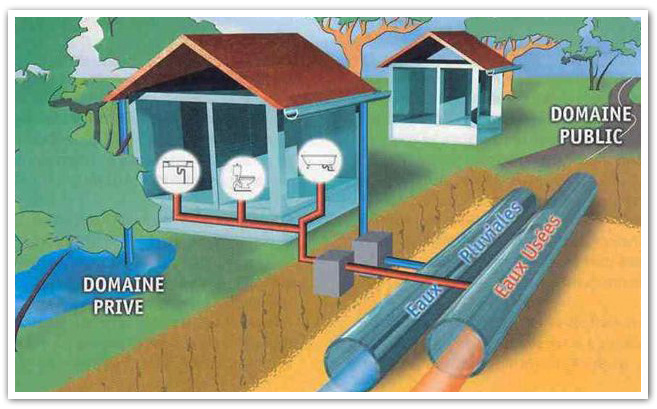 DOMAINE
PUBLIC
Eaux Pluviales
Eaux Usées
DOMAINE
PRIVE